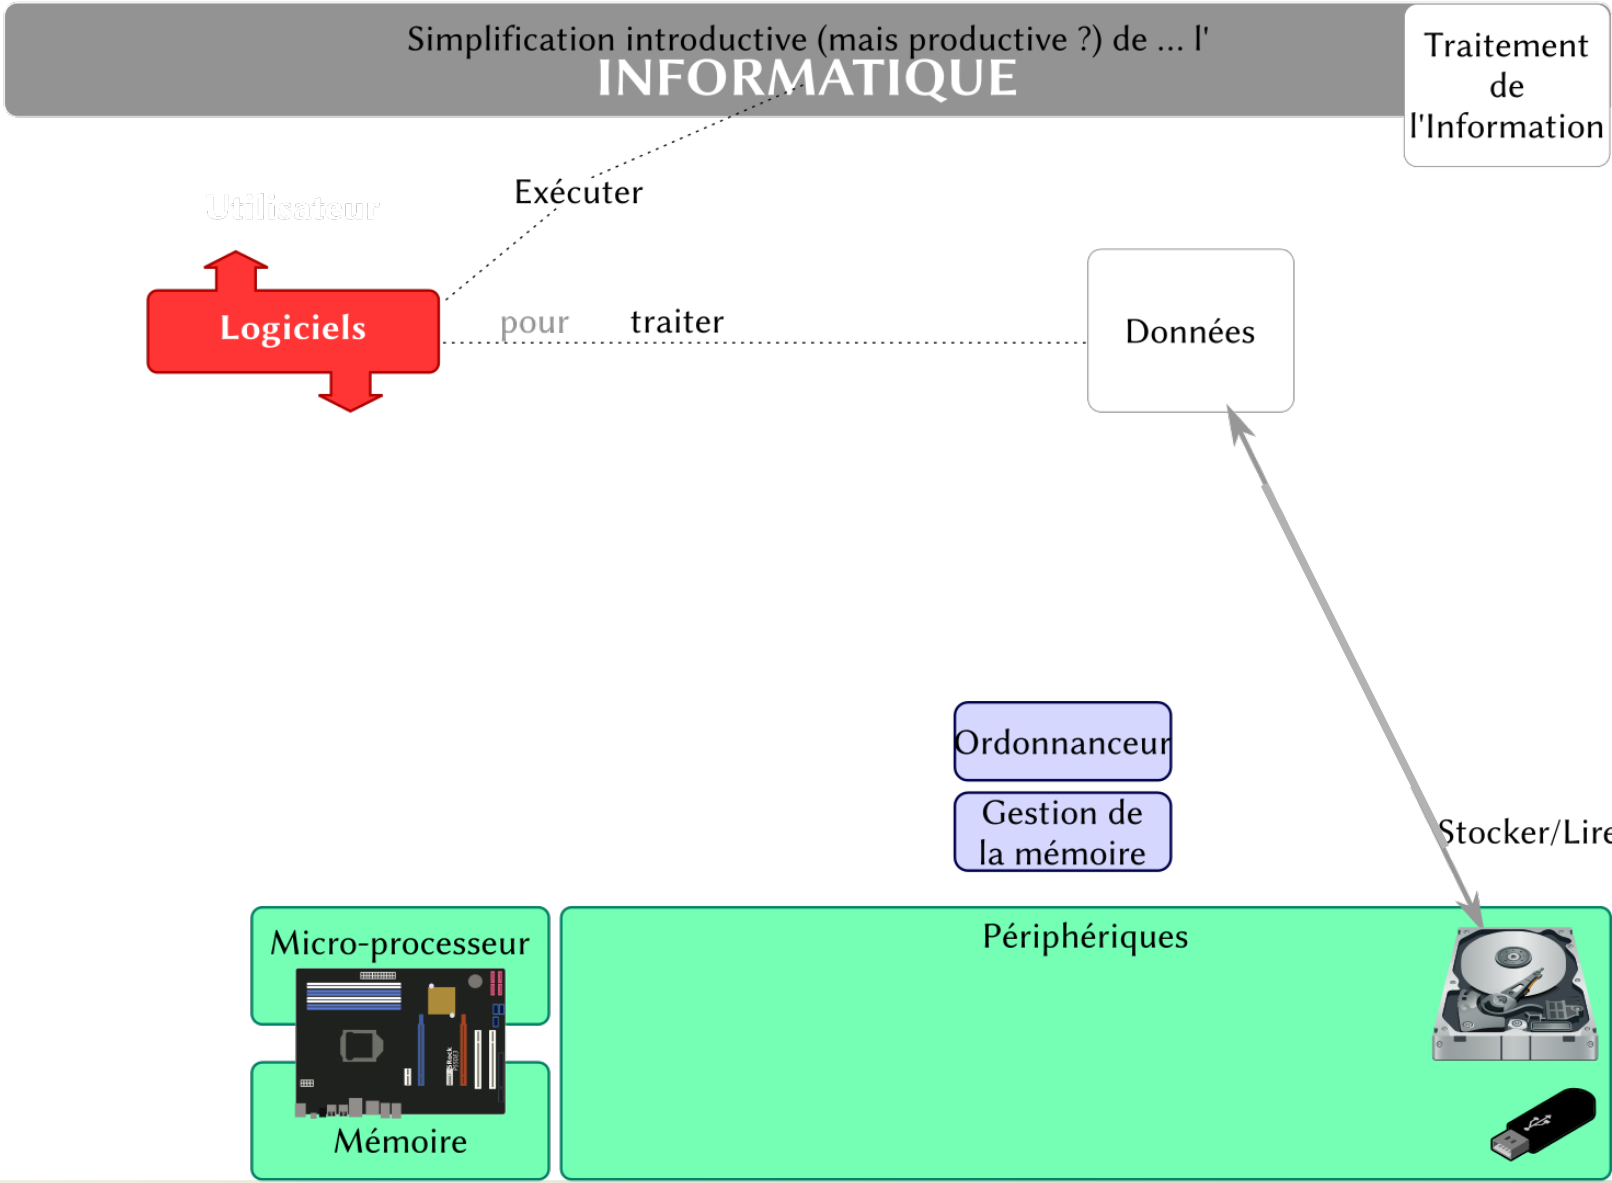 Simplification introductive (mais productive ?) de ... l'
INFORMATIQUE
Traitement
de
l'Information
Exécuter
Utilisateur
Logiciels
pour traiter
Données
Ordonnanceur
Gestion de
la mémoire
Stocker/Lire
Micro-processeur
Périphériques
Mémoire